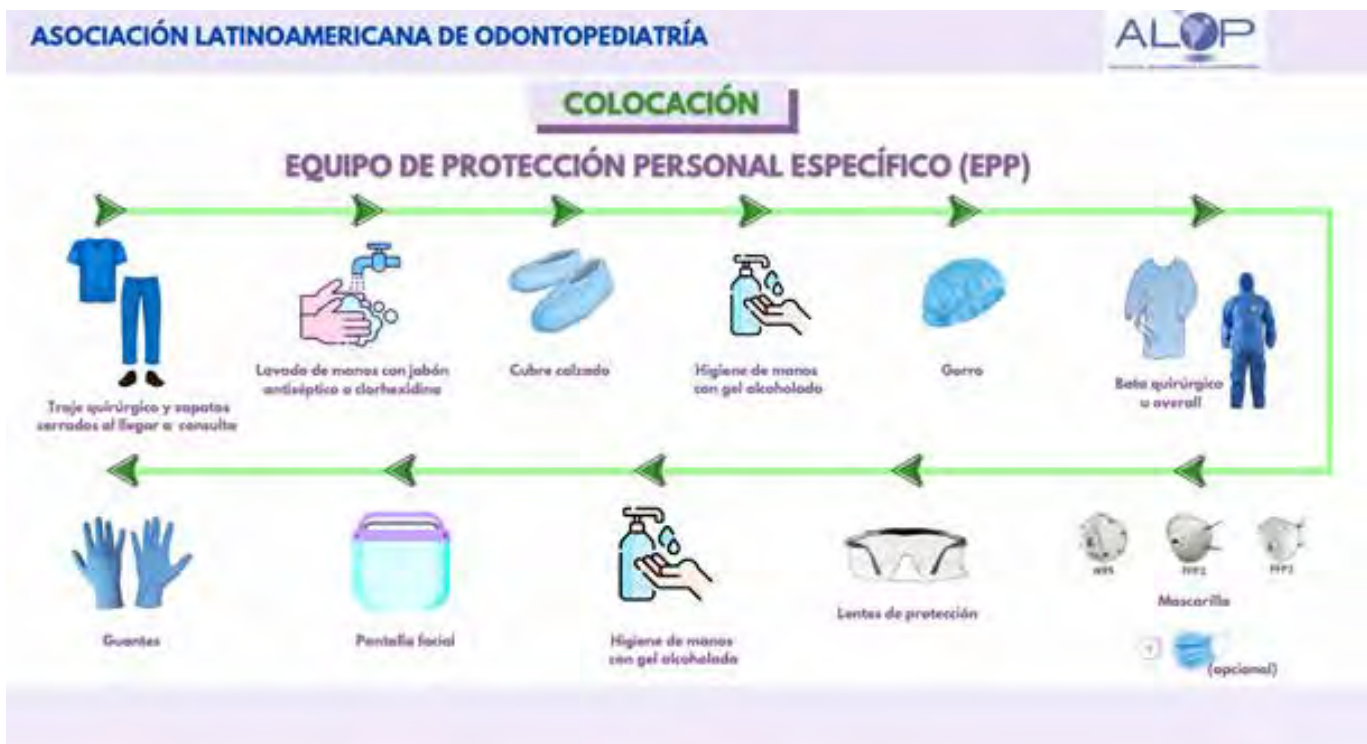 ASOCIACIÓN LATINOAMERICANA DE ODONTOPEDIATRÍA
ALOP
COLOCACIÓN
EQUIPO DE PROTECCIÓN PERSONAL ESPECÍFICO (EPP)
Traje quirúrgico y zapatos
cerrados al llegar a consulta
Lavado de manos con jabón
antiséptico o clorhexidina
Cubre calzado
Higiene de manos
con gel alcoholado
Gorro
Bata quirúrgica
u overall
N95
FFP2
Mascarilla
(opcional)
Lentes de protección
Higiene de manos
con gel alcoholado
Pantalla facial
Guantes